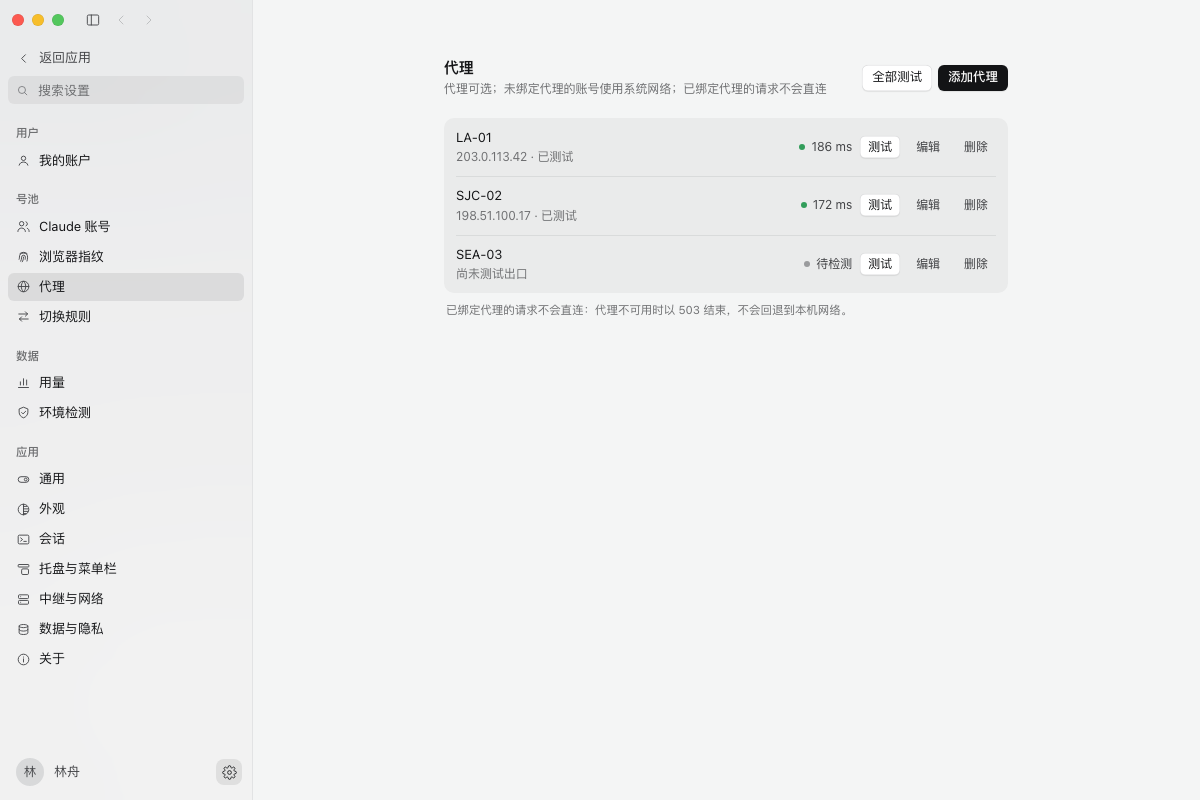 返回应用
搜索设置
用户
我的账户
号池
Claude 账号
浏览器指纹
代理
切换规则
数据
用量
环境检测
应用
通用
外观
会话
托盘与菜单栏
中继与网络
数据与隐私
关于
林 林舟
代理
代理可选；未绑定代理的账号使用系统网络；已绑定代理的请求不会直连
全部测试 添加代理
LA-01
203.0.113.42 · 已测试
186 ms 测试 编辑 删除
SJC-02
198.51.100.17 · 已测试
172 ms 测试 编辑 删除
SEA-03
尚未测试出口
待检测 测试 编辑 删除
已绑定代理的请求不会直连：代理不可用时以 503 结束，不会回退到本机网络。